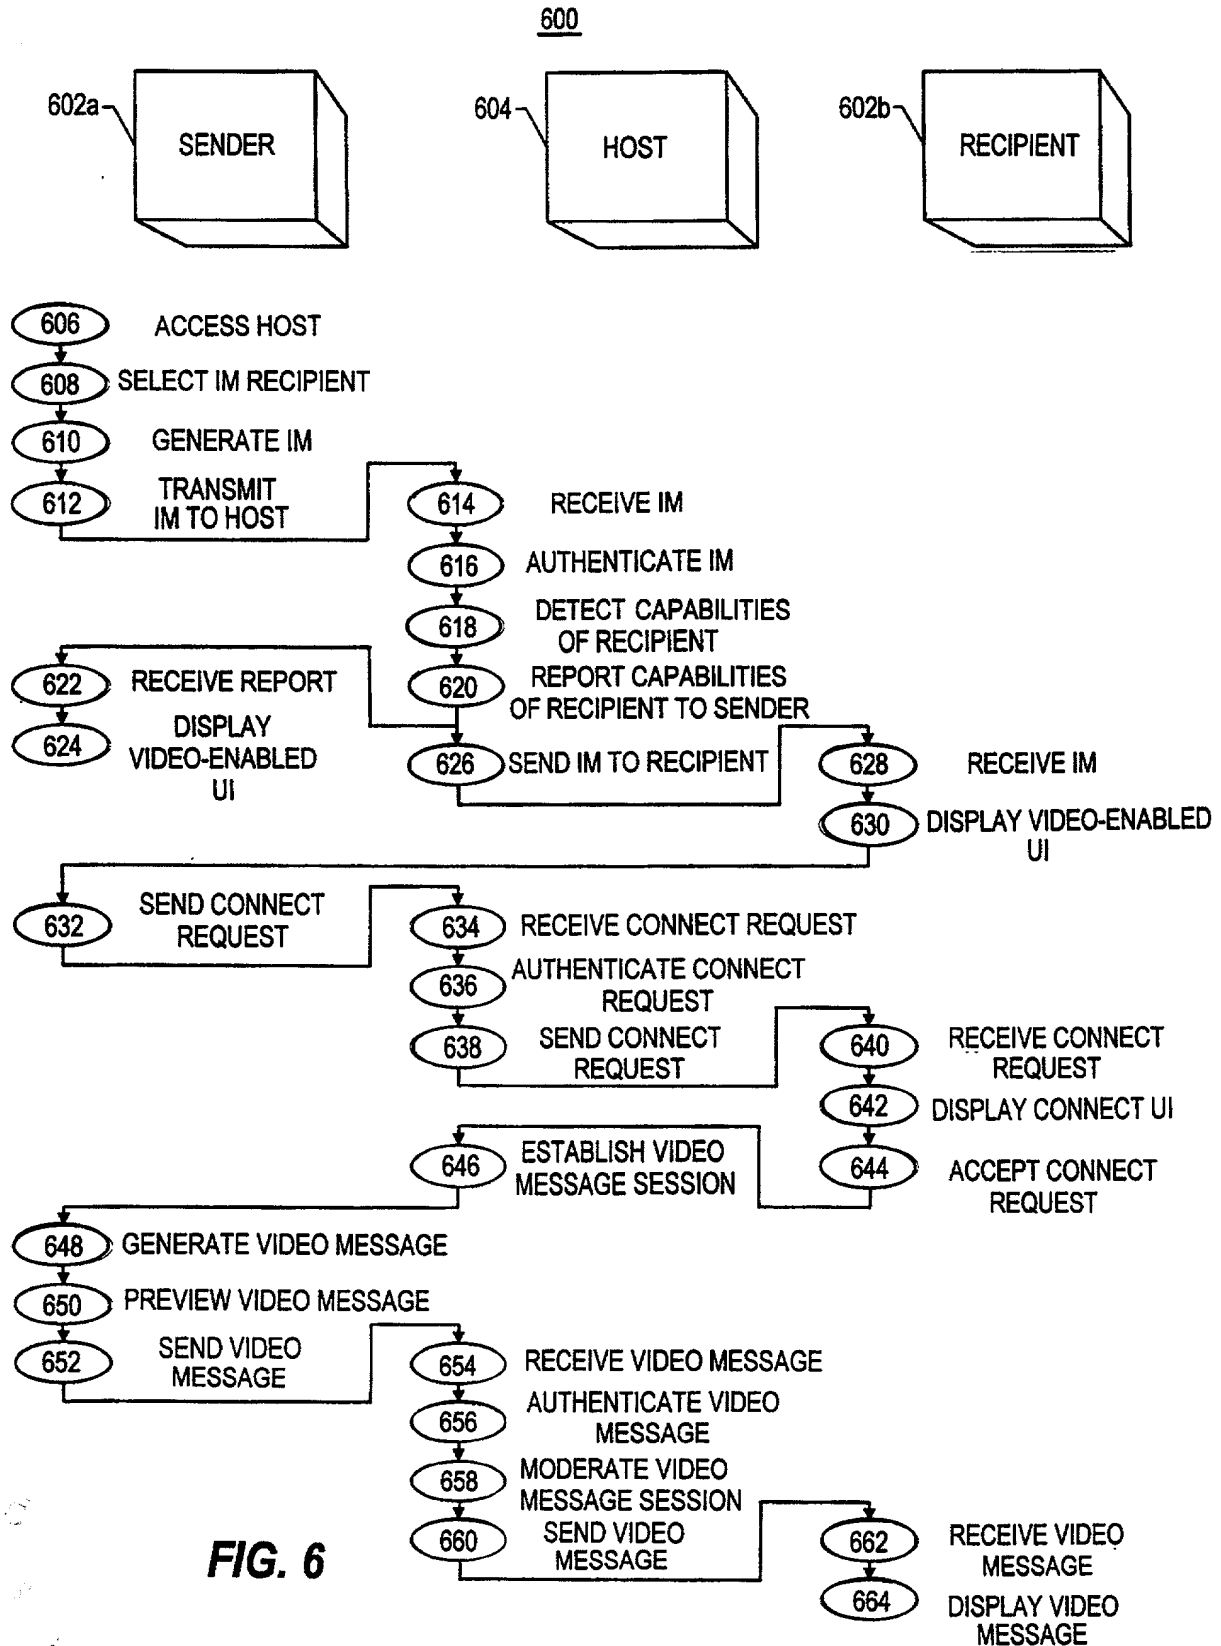 600
602a
SENDER
604
HOST
602b
RECIPIENT
606
ACCESS HOST
608
SELECT IM RECIPIENT
610
GENERATE IM
612
TRANSMIT
IM TO HOST
614
RECEIVE IM
616
AUTHENTICATE IM
618
DETECT CAPABILITIES
OF RECIPIENT
620
REPORT CAPABILITIES
OF RECIPIENT TO SENDER
622
RECEIVE REPORT
624
DISPLAY
VIDEO-ENABLED
UI
626
SEND IM TO RECIPIENT
628
RECEIVE IM
630
DISPLAY VIDEO-ENABLED
UI
632
SEND CONNECT
REQUEST
634
RECEIVE CONNECT REQUEST
636
AUTHENTICATE CONNECT
REQUEST
638
SEND CONNECT
REQUEST
640
RECEIVE CONNECT
REQUEST
642
DISPLAY CONNECT UI
644
ACCEPT CONNECT
REQUEST
646
ESTABLISH VIDEO
MESSAGE SESSION
648
GENERATE VIDEO MESSAGE
650
PREVIEW VIDEO MESSAGE
652
SEND VIDEO
MESSAGE
654
RECEIVE VIDEO MESSAGE
656
AUTHENTICATE VIDEO
MESSAGE
658
MODERATE VIDEO
MESSAGE SESSION
660
SEND VIDEO
MESSAGE
662
RECEIVE VIDEO
MESSAGE
664
DISPLAY VIDEO
MESSAGE
FIG. 6